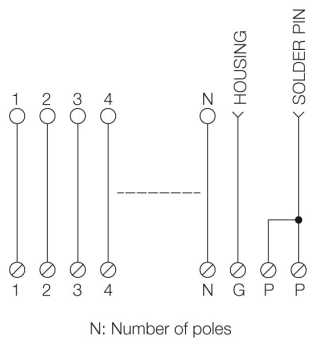 HOUSING
SOLDER PIN
1 2 3 4 N
1 2 3 4 N G P P
N: Number of poles